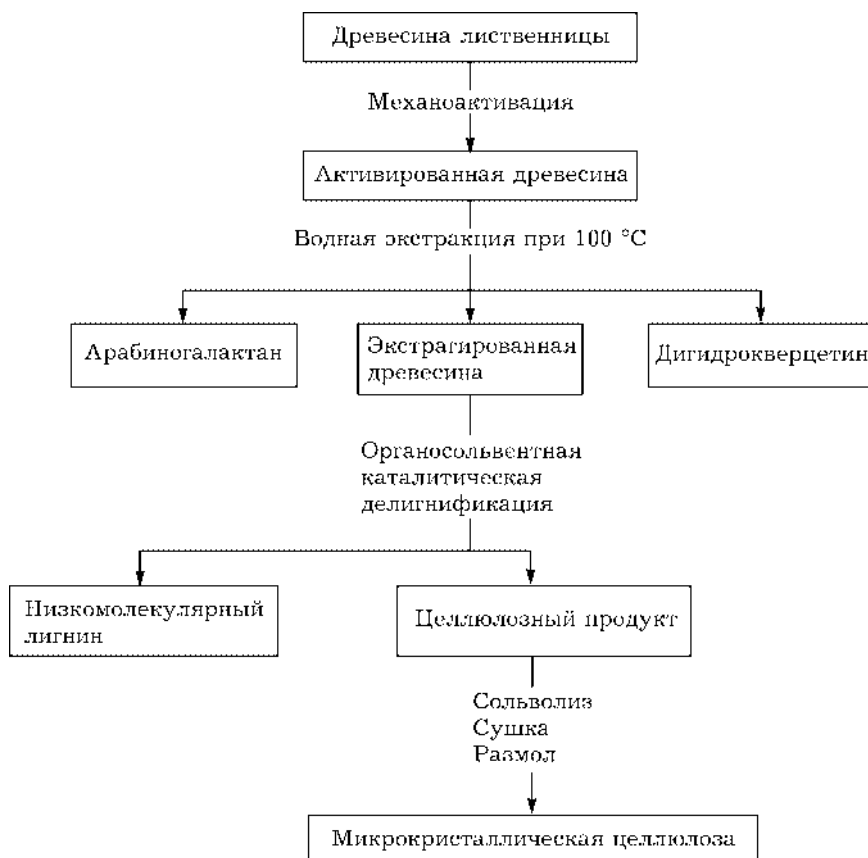 Древесина лиственницы
Механоактивация
Активированная древесина
Водная экстракция при 100 °С
Арабиногалактан
Экстрагированная
древесина
Дигидрокверцетин
Органосольвентная
каталитическая
делигнификация
Низкомолекулярный
лигнин
Целлюлозный продукт
Сольволиз
Сушка
Размол
Микрокристаллическая целлюлоза